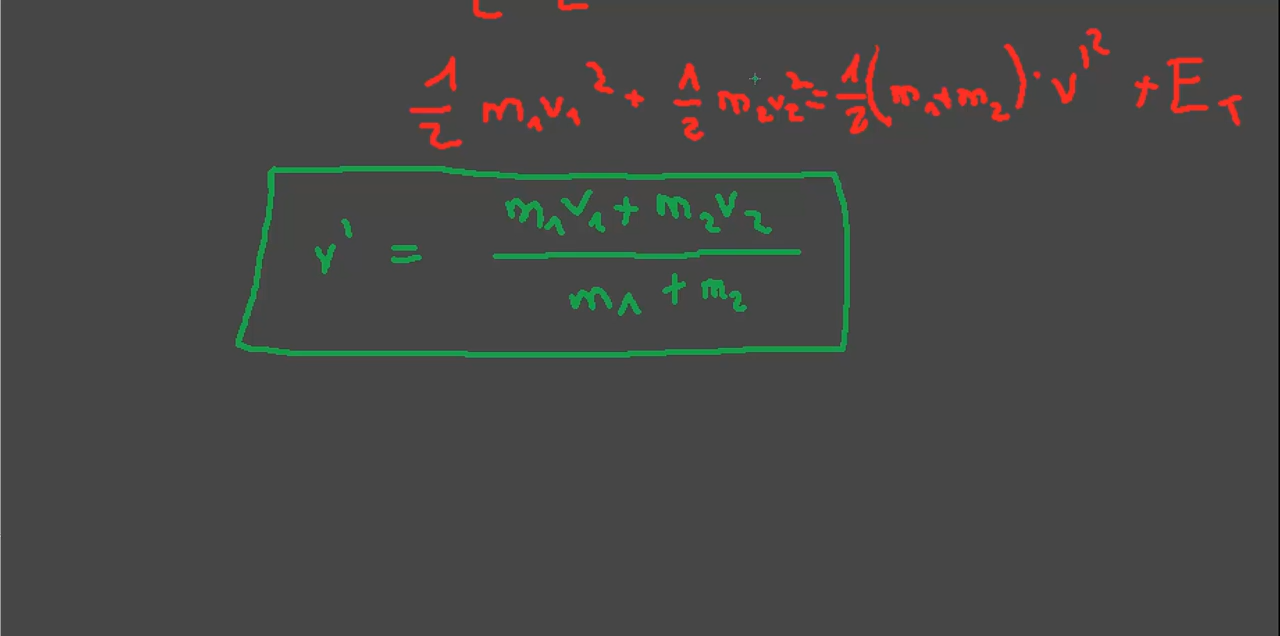 ½ m₁v₁² + ½ m₂v₂² = ½ (m₁+m₂) · v'² + E_T
v' = (m₁v₁ + m₂v₂) / (m₁ + m₂)